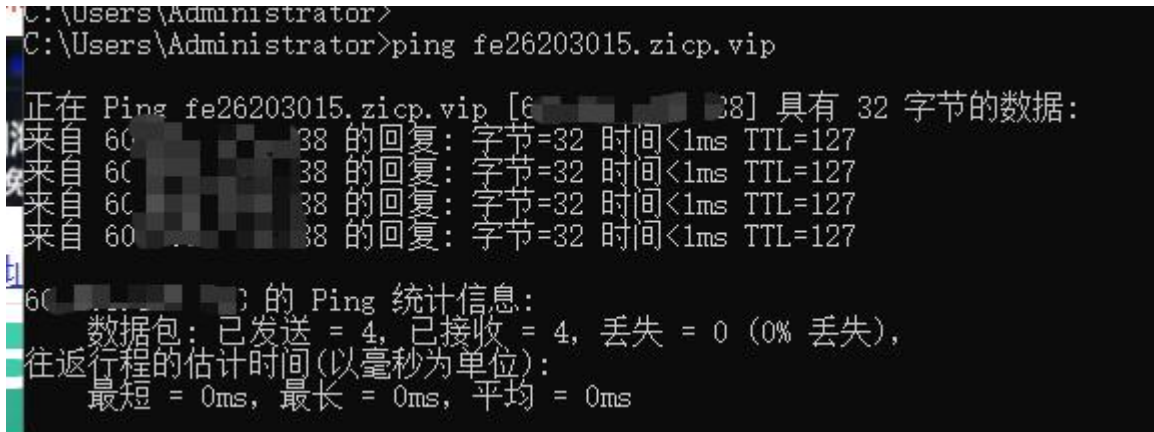 C:\Users\Administrator>
C:\Users\Administrator>ping fe26203015.zicp.vip
正在 Ping fe26203015.zicp.vip [6 38] 具有 32 字节的数据:
来自 60 38 的回复: 字节=32 时间<1ms TTL=127
来自 60 38 的回复: 字节=32 时间<1ms TTL=127
来自 60 38 的回复: 字节=32 时间<1ms TTL=127
来自 60 38 的回复: 字节=32 时间<1ms TTL=127
60 的 Ping 统计信息:
数据包: 已发送 = 4, 已接收 = 4, 丢失 = 0 (0% 丢失),
往返行程的估计时间(以毫秒为单位):
最短 = 0ms, 最长 = 0ms, 平均 = 0ms